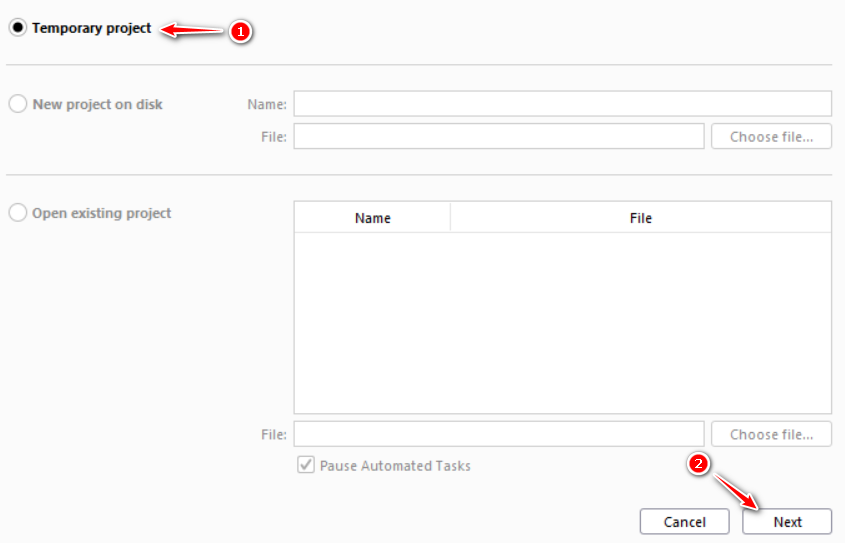 Temporary project 1
New project on disk Name:
File: Choose file...
Open existing project Name File
File: Choose file...
Pause Automated Tasks
2
Cancel Next